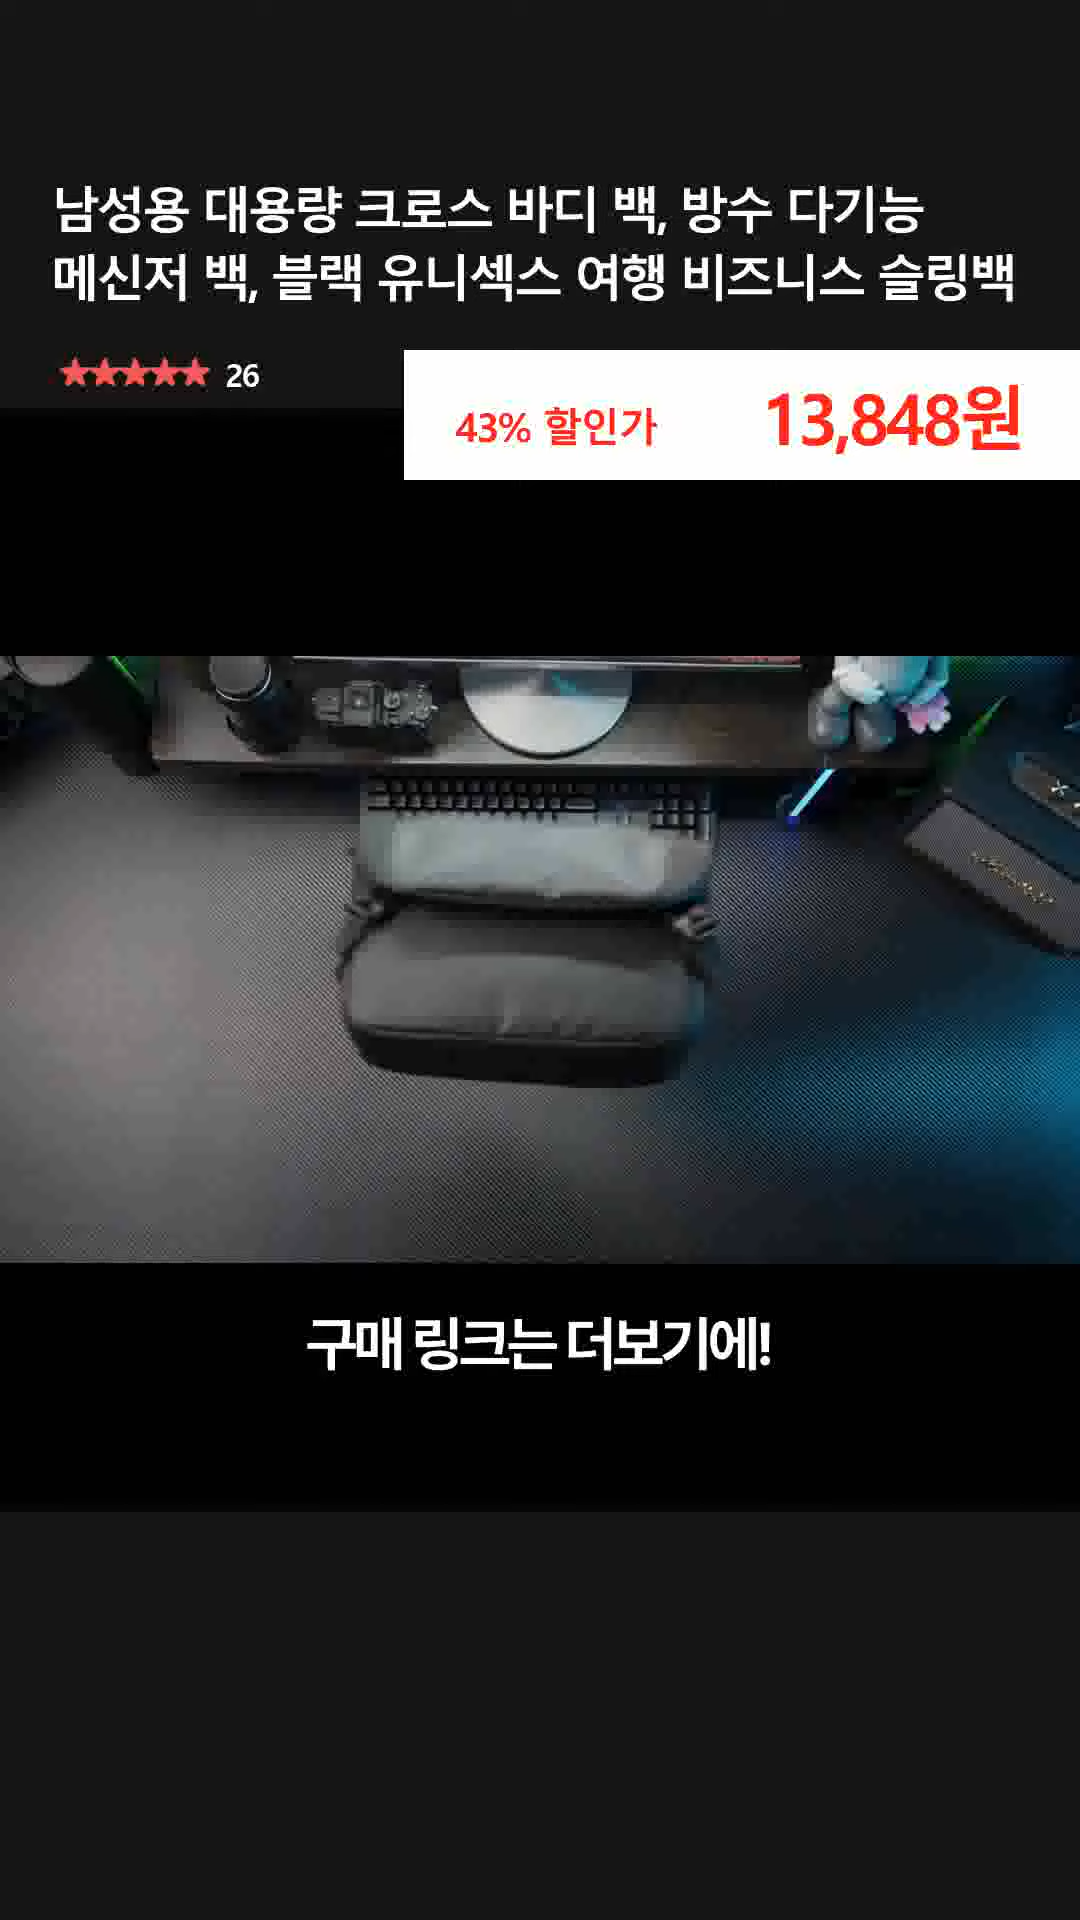 남성용 대용량 크로스 바디 백, 방수 다기능
메신저 백, 블랙 유니섹스 여행 비즈니스 슬링백
★★★★★ 26
43% 할인가 13,848원
구매 링크는 더보기에!